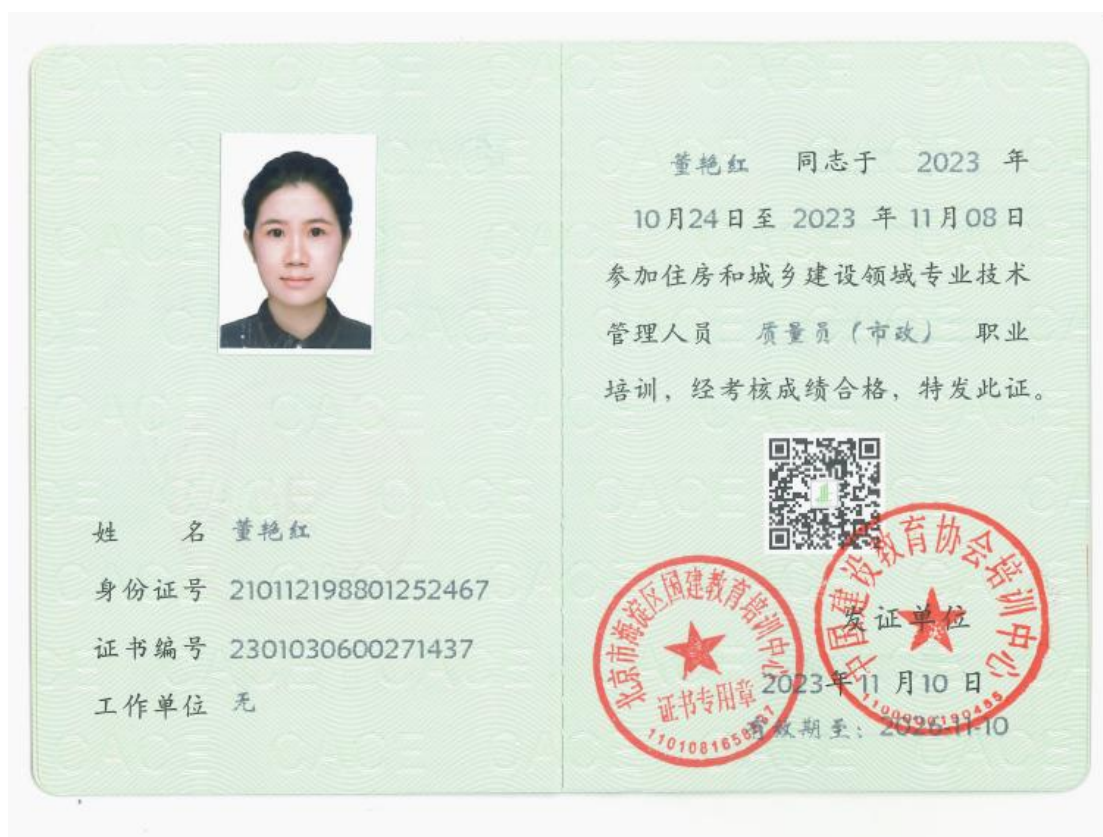 姓 名 董艳红
身份证号 210112198801252467
证书编号 2301030600271437
工作单位 无
董艳红 同志于 2023 年
10月24日至 2023 年 11月08日
参加住房和城乡建设领域专业技术
管理人员 质量员(市政) 职业
培训,经考核成绩合格,特发此证。
北京市海淀区国建教育培训中心
证书专用章
中国建设教育协会培训中心
发证单位
2023年11月10日
有效期至:2026-11-10
CACE